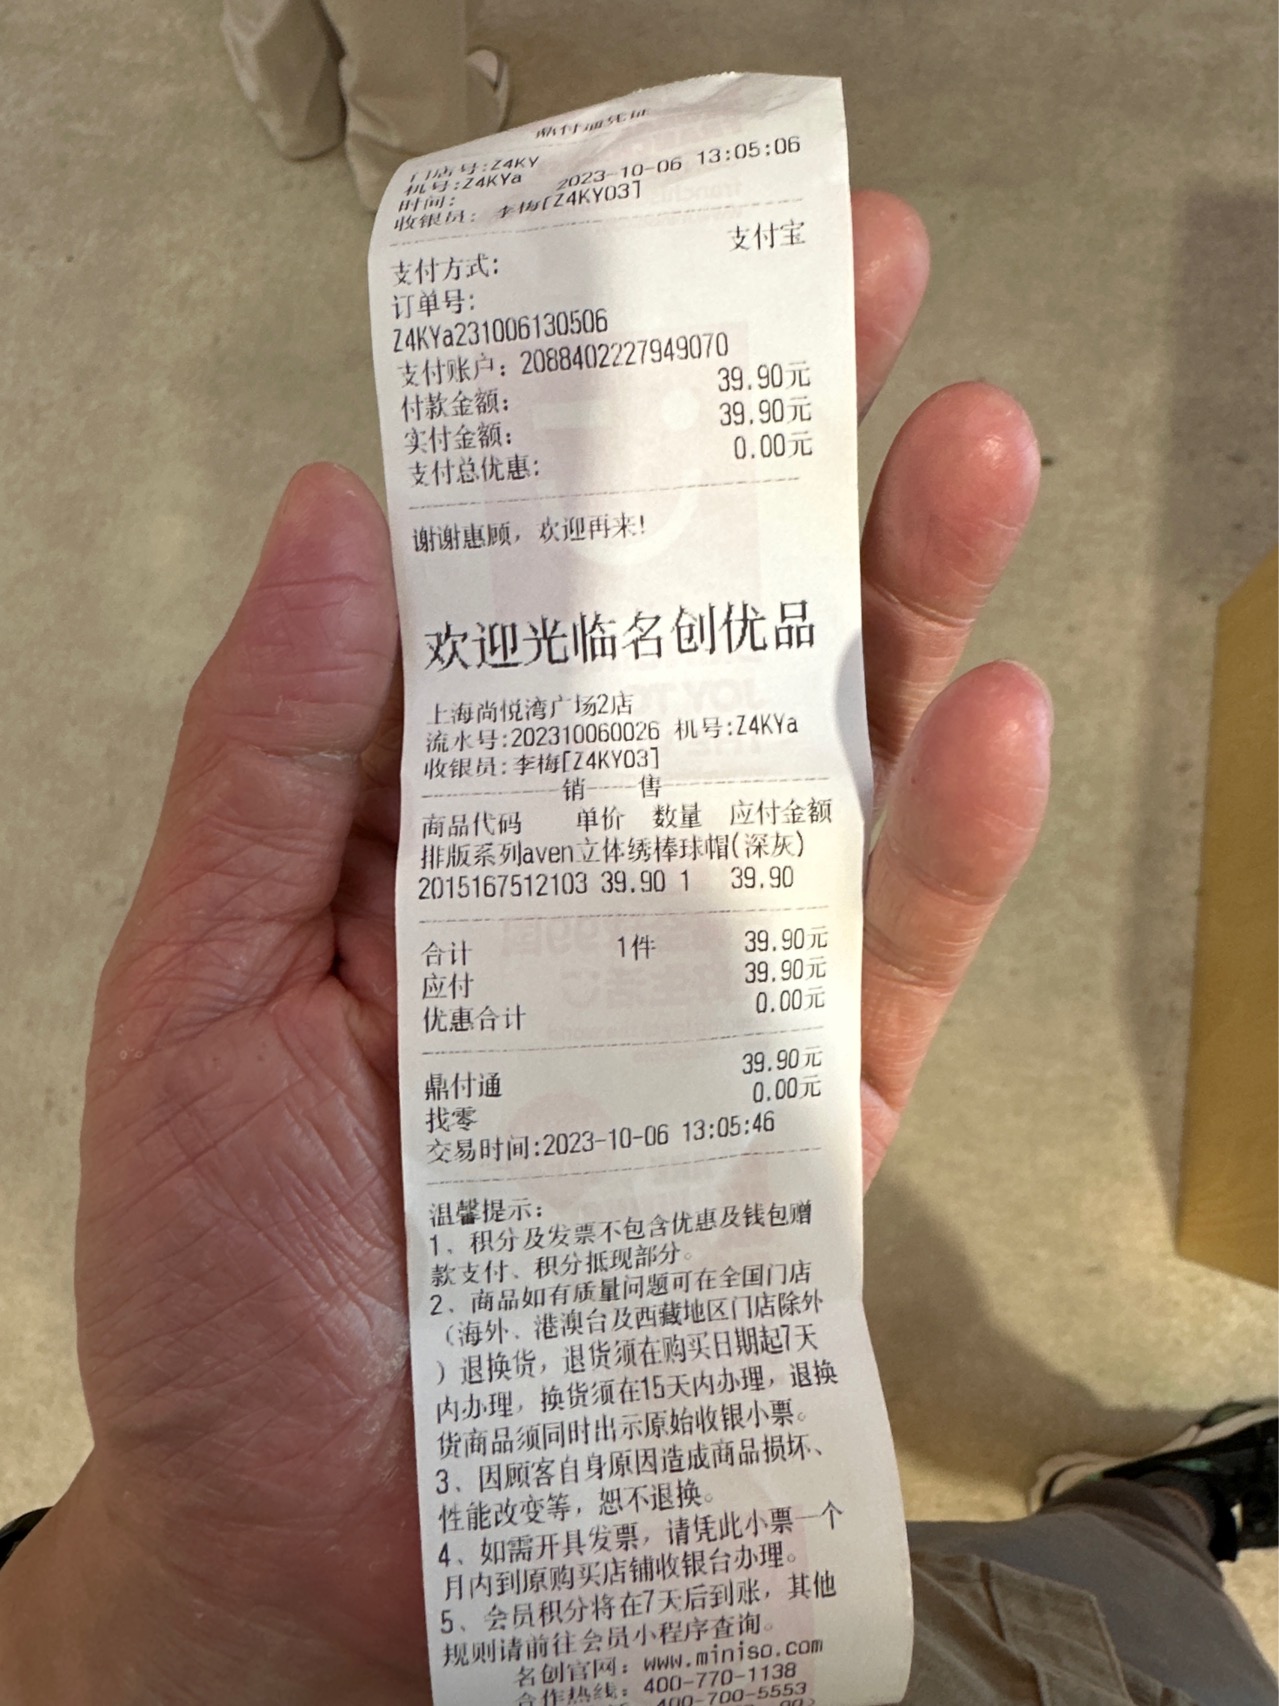 鼎付通凭证
门店号:Z4KY
机号:Z4KYa
时间: 2023-10-06 13:05:06
收银员: 李梅[Z4KY03]
支付方式: 支付宝
订单号:
Z4KYa231006130506
支付账户: 2088402227949070
付款金额: 39.90元
实付金额: 39.90元
支付总优惠: 0.00元
谢谢惠顾，欢迎再来!
欢迎光临名创优品
上海尚悦湾广场2店
流水号:202310060026 机号:Z4KYa
收银员:李梅[Z4KY03]
销 售
商品代码 单价 数量 应付金额
排版系列aven立体绣棒球帽(深灰)
2015167512103 39.90 1 39.90
合计 1件 39.90元
应付 39.90元
优惠合计 0.00元
鼎付通 39.90元
找零 0.00元
交易时间:2023-10-06 13:05:46
温馨提示:
1、积分及发票不包含优惠及钱包赠
款支付、积分抵现部分。
2、商品如有质量问题可在全国门店
（海外、港澳台及西藏地区门店除外
）退换货，退货须在购买日期起7天
内办理，换货须在15天内办理，退换
货商品须同时出示原始收银小票。
3、因顾客自身原因造成商品损坏、
性能改变等，恕不退换。
4、如需开具发票，请凭此小票一个
月内到原购买店铺收银台办理。
5、会员积分将在7天后到账，其他
规则请前往会员小程序查询。
名创官网: www.miniso.com
合作热线: 400-770-1138
400-700-5553